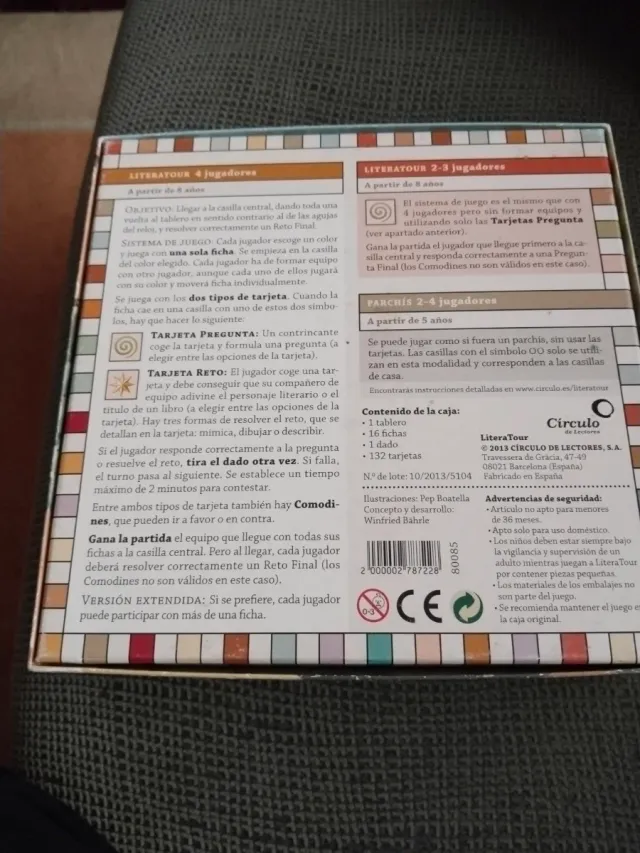 LITERATOUR 4 jugadores
A partir de 8 años
OBJETIVO: Llegar a la casilla central, dando toda una
vuelta al tablero en sentido contrario al de las agujas
del reloj, y resolver correctamente un Reto Final.
SISTEMA DE JUEGO: Cada jugador escoge un color
y juega con una sola ficha. Se empieza en la casilla
del color elegido. Cada jugador ha de formar equipo
con otro jugador, aunque cada uno de ellos jugará
con su color y moverá ficha individualmente.
Se juega con los dos tipos de tarjeta. Cuando la
ficha cae en una casilla con uno de estos dos símbo-
los, hay que hacer lo siguiente:
TARJETA PREGUNTA: Un contrincante
coge la tarjeta y formula una pregunta (a
elegir entre las opciones de la tarjeta).
TARJETA RETO: El jugador coge una tar-
jeta y debe conseguir que su compañero de
equipo adivine el personaje literario o el
título de un libro (a elegir entre las opciones de la
tarjeta). Hay tres formas de resolver el reto, que se
detallan en la tarjeta: mímica, dibujar o describir.
Si el jugador responde correctamente a la pregunta
o resuelve el reto, tira el dado otra vez. Si falla,
el turno pasa al siguiente. Se establece un tiempo
máximo de 2 minutos para contestar.
Entre ambos tipos de tarjeta también hay Comodi-
nes, que pueden ir a favor o en contra.
Gana la partida el equipo que llegue con todas sus
fichas a la casilla central. Pero al llegar, cada jugador
deberá resolver correctamente un Reto Final (los
Comodines no son válidos en este caso).
VERSIÓN EXTENDIDA: Si se prefiere, cada jugador
puede participar con más de una ficha.
LITERATOUR 2-3 jugadores
A partir de 8 años
El sistema de juego es el mismo que con
4 jugadores pero sin formar equipos y
utilizando solo las Tarjetas Pregunta
(ver apartado anterior).
Gana la partida el jugador que llegue primero a la ca-
silla central y responda correctamente a una Pregun-
ta Final (los Comodines no son válidos en este caso).
PARCHÍS 2-4 jugadores
A partir de 5 años
Se puede jugar como si fuera un parchís, sin usar las
tarjetas. Las casillas con el símbolo OO solo se utili-
zan en esta modalidad y corresponden a las casillas
de casa.
Encontrarás instrucciones detalladas en www.circulo.es/literatour
Contenido de la caja:
• 1 tablero
• 16 fichas
• 1 dado
• 132 tarjetas
N.º de lote: 10/2013/5104
Círculo
de Lectores
LiteraTour
© 2013 CÍRCULO DE LECTORES, S.A.
Travessera de Gràcia, 47-49
08021 Barcelona (España)
Fabricado en España
Ilustraciones: Pep Boatella
Concepto y desarrollo:
Winfried Bährle
2 000002 787228
80085
0-3
CE
Advertencias de seguridad:
• Artículo no apto para menores
de 36 meses.
• Apto solo para uso doméstico.
• Los niños deben estar siempre bajo
la vigilancia y supervisión de un
adulto mientras juegan a LiteraTour
por contener piezas pequeñas.
• Los materiales de los embalajes no
son parte del juego.
• Se recomienda mantener el juego en
la caja original.